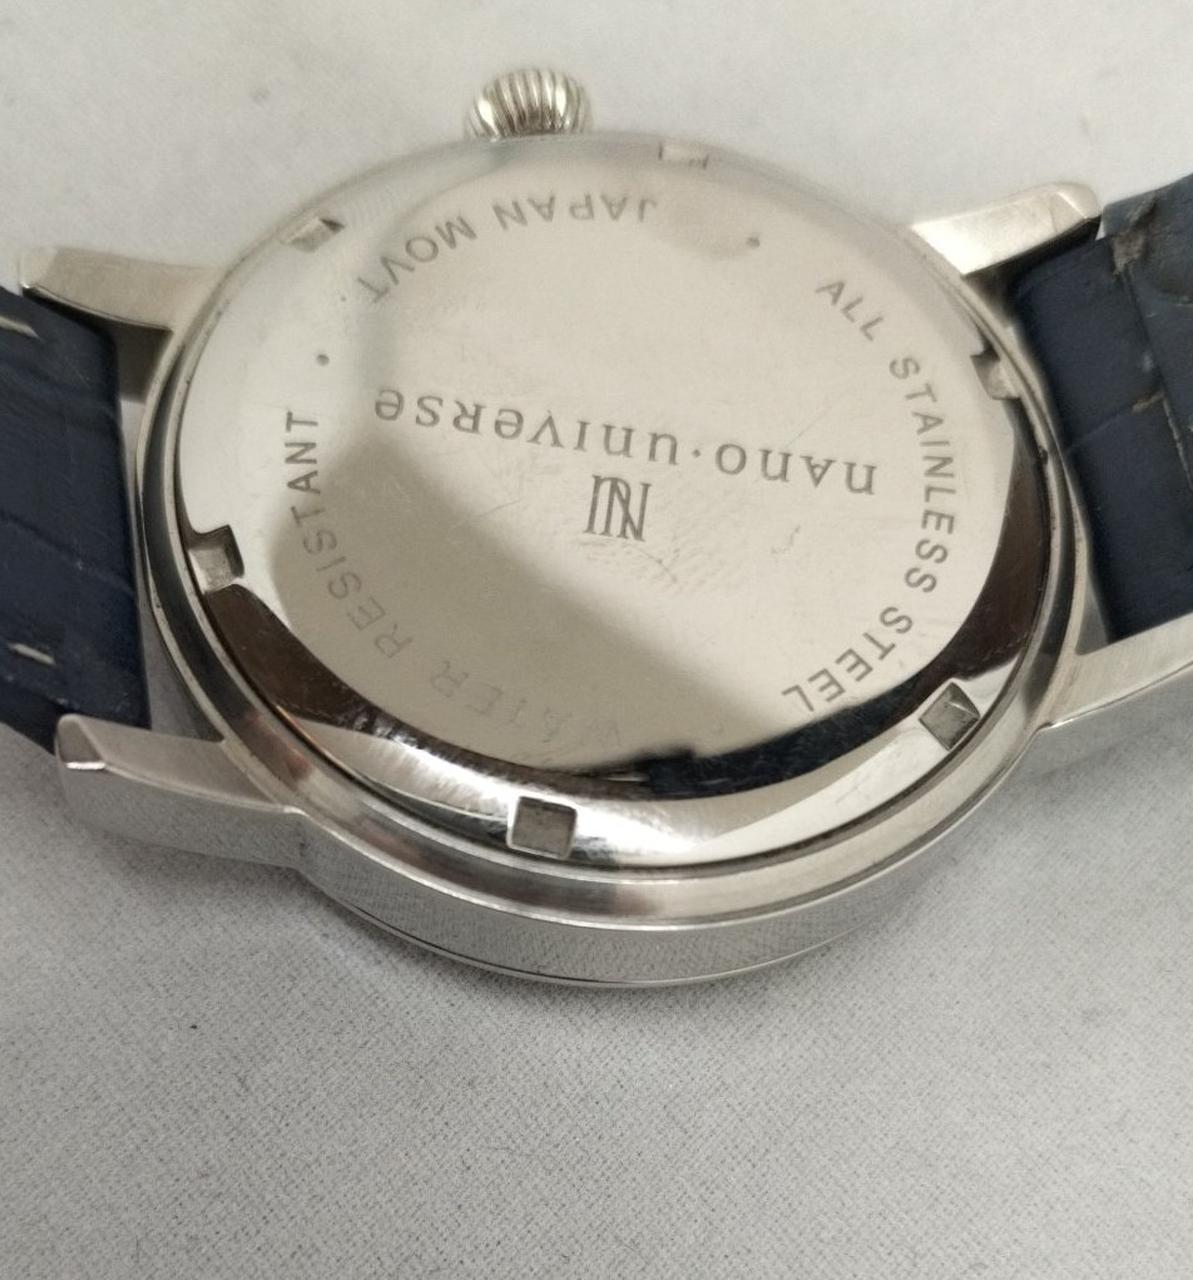 nano·universe
ALL STAINLESS STEEL
WATER RESISTANT
JAPAN MOVT